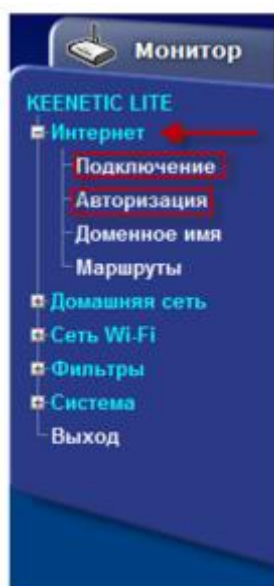 Монитор
KEENETIC LITE
Интернет
Подключение
Авторизация
Доменное имя
Маршруты
Домашняя сеть
Сеть Wi-Fi
Фильтры
Система
Выход